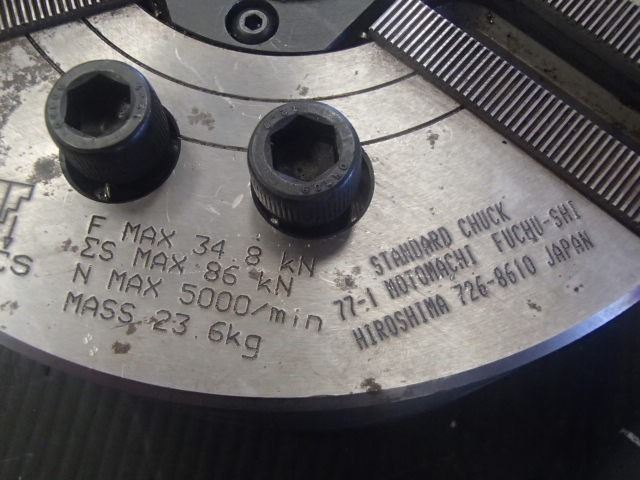 F MAX 34.8 kN
ΣS MAX 86 kN
N MAX 5000/min
MASS 23.6kg
STANDARD CHUCK
77-1 MOTOMACHI FUCHU-SHI
HIROSHIMA 726-8610 JAPAN
ΣS